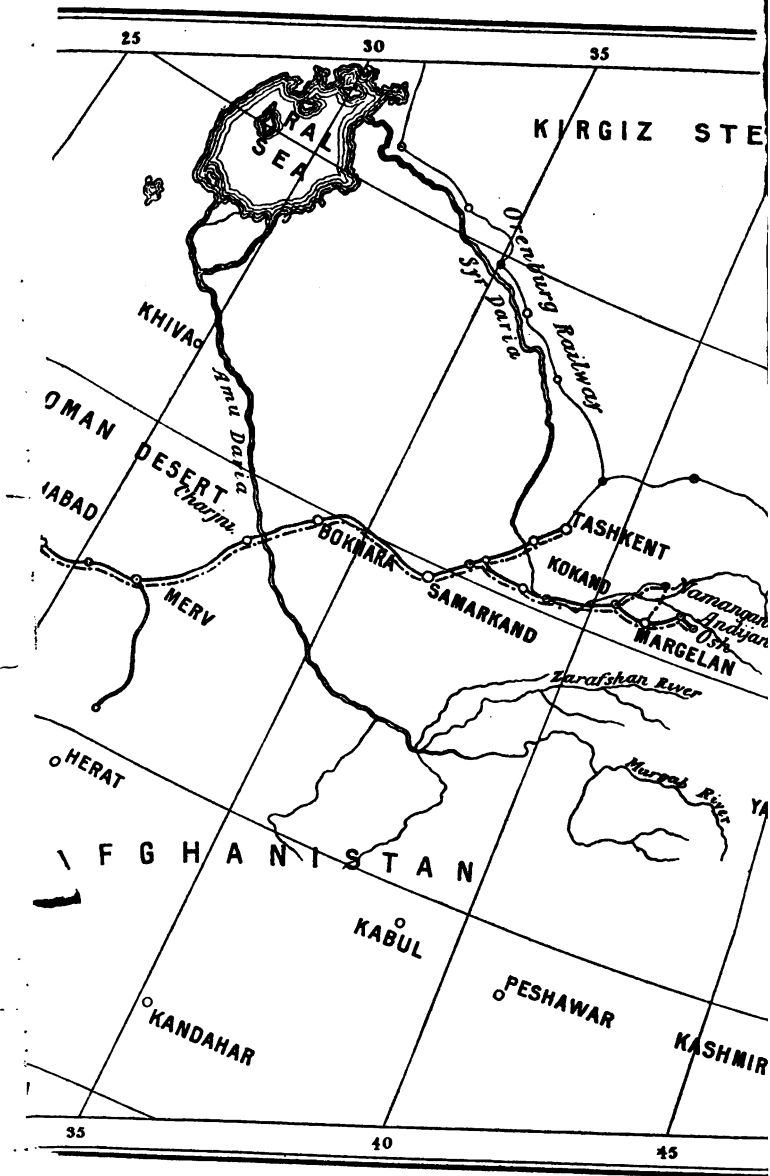 25 30 35
KIRGIZ STE
ARAL
SEA
Orenburg Railway
Syr Daria
KHIVA
Amu Daria
OMAN DESERT
Charjui
ABAD
BOKHARA
TASHKENT
MERV
SAMARKAND
KOKAND
Namangan
Andijan
Osh
MARGELAN
Zarafshan River
HERAT
Murgab River
YA
FGHANISTAN
KABUL
PESHAWAR
KANDAHAR
KASHMIR
35 40 45